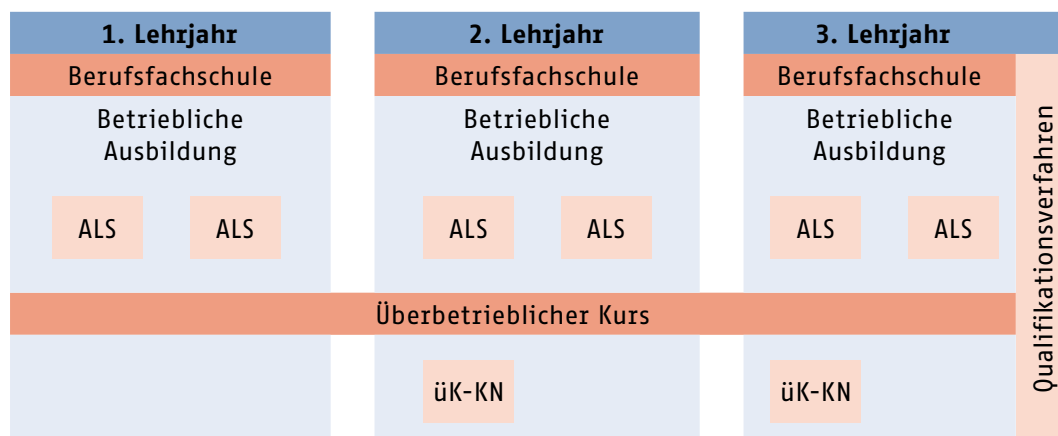 1. Lehrjahr
2. Lehrjahr
3. Lehrjahr
Berufsfachschule
Berufsfachschule
Berufsfachschule
Betriebliche
Ausbildung
Betriebliche
Ausbildung
Betriebliche
Ausbildung
ALS
ALS
ALS
ALS
ALS
ALS
Überbetrieblicher Kurs
üK-KN
üK-KN
Qualifikationsverfahren